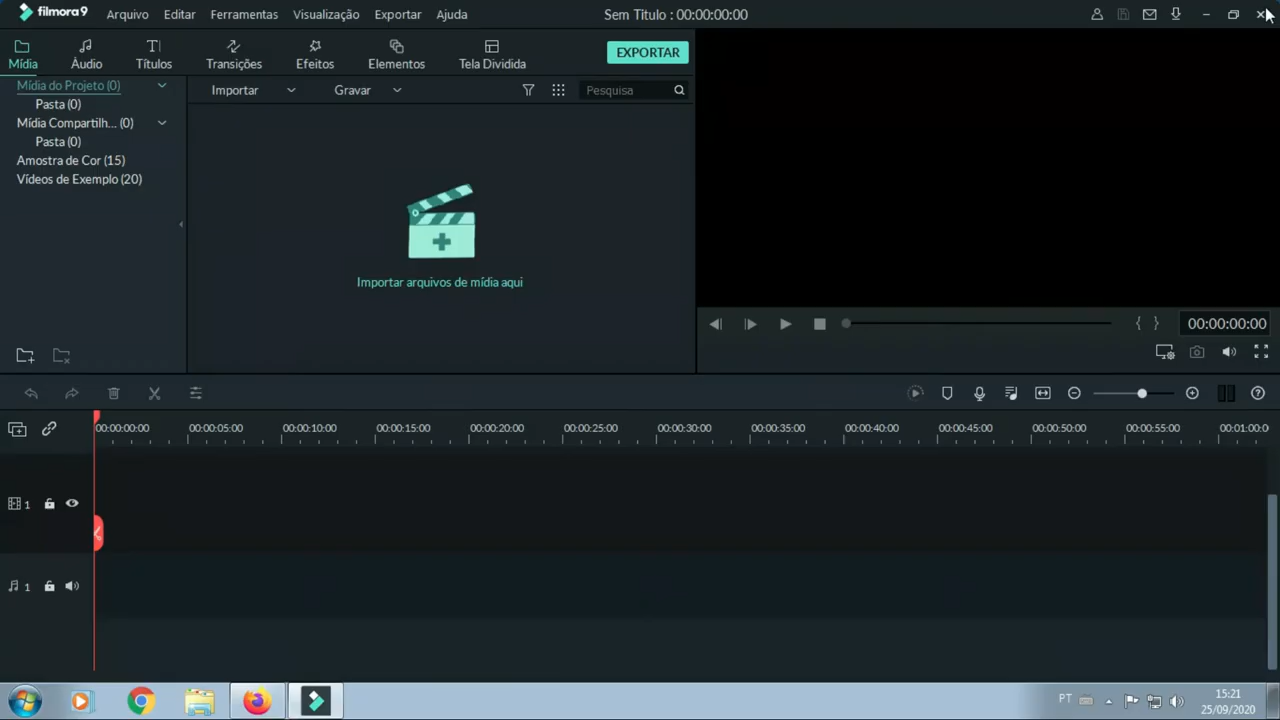 filmora9 Arquivo Editar Ferramentas Visualização Exportar Ajuda Sem Título : 00:00:00:00
Mídia Áudio Títulos Transições Efeitos Elementos Tela Dividida EXPORTAR
Mídia do Projeto (0)
Pasta (0)
Mídia Compartilh... (0)
Pasta (0)
Amostra de Cor (15)
Vídeos de Exemplo (20)
Importar Gravar Pesquisa
Importar arquivos de mídia aqui
{ } 00:00:00:00
00:00:00:00 00:00:05:00 00:00:10:00 00:00:15:00 00:00:20:00 00:00:25:00 00:00:30:00 00:00:35:00 00:00:40:00 00:00:45:00 00:00:50:00 00:00:55:00 00:01:00:0
1
1
PT 15:21
25/09/2020